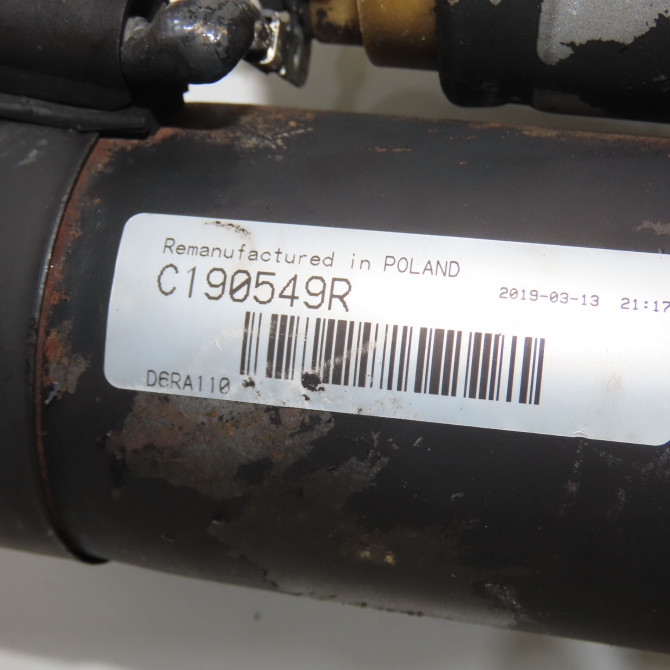 Remanufactured in POLAND
C190549R
2019-03-13 21:17
D6RA110